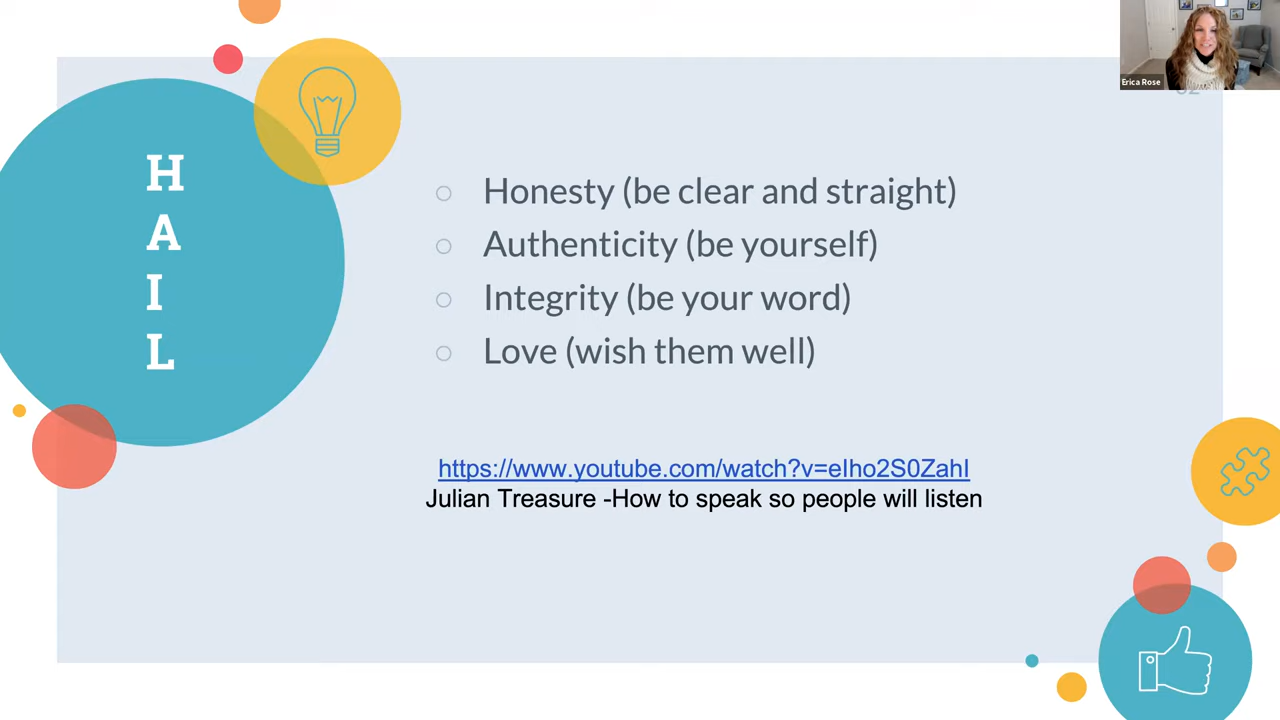 H
A
I
L
Honesty (be clear and straight)
Authenticity (be yourself)
Integrity (be your word)
Love (wish them well)
https://www.youtube.com/watch?v=eIho2S0ZahI
Julian Treasure -How to speak so people will listen
Erica Rose